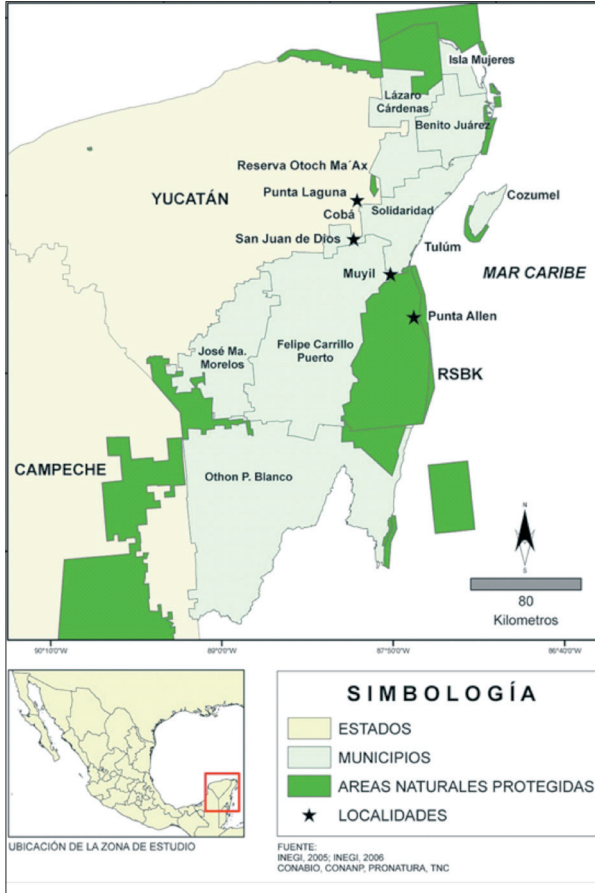 Isla Mujeres
Lázaro
Cárdenas
Benito Juárez
Reserva Otoch Ma´Ax
YUCATÁN
Punta Laguna
Cozumel
Solidaridad
Cobá
San Juan de Dios
Tulúm
Muyil
MAR CARIBE
Punta Allen
Felipe Carrillo
Puerto
José Ma.
Morelos
RSBK
CAMPECHE
Othon P. Blanco
N
S
80
Kilometros
90°10'0"W
89°0'0"W
87°50'0"W
86°40'0"W
SIMBOLOGÍA
ESTADOS
MUNICIPIOS
AREAS NATURALES PROTEGIDAS
LOCALIDADES
UBICACIÓN DE LA ZONA DE ESTUDIO
FUENTE:
INEGI, 2005; INEGI, 2006
CONABIO, CONANP, PRONATURA, TNC